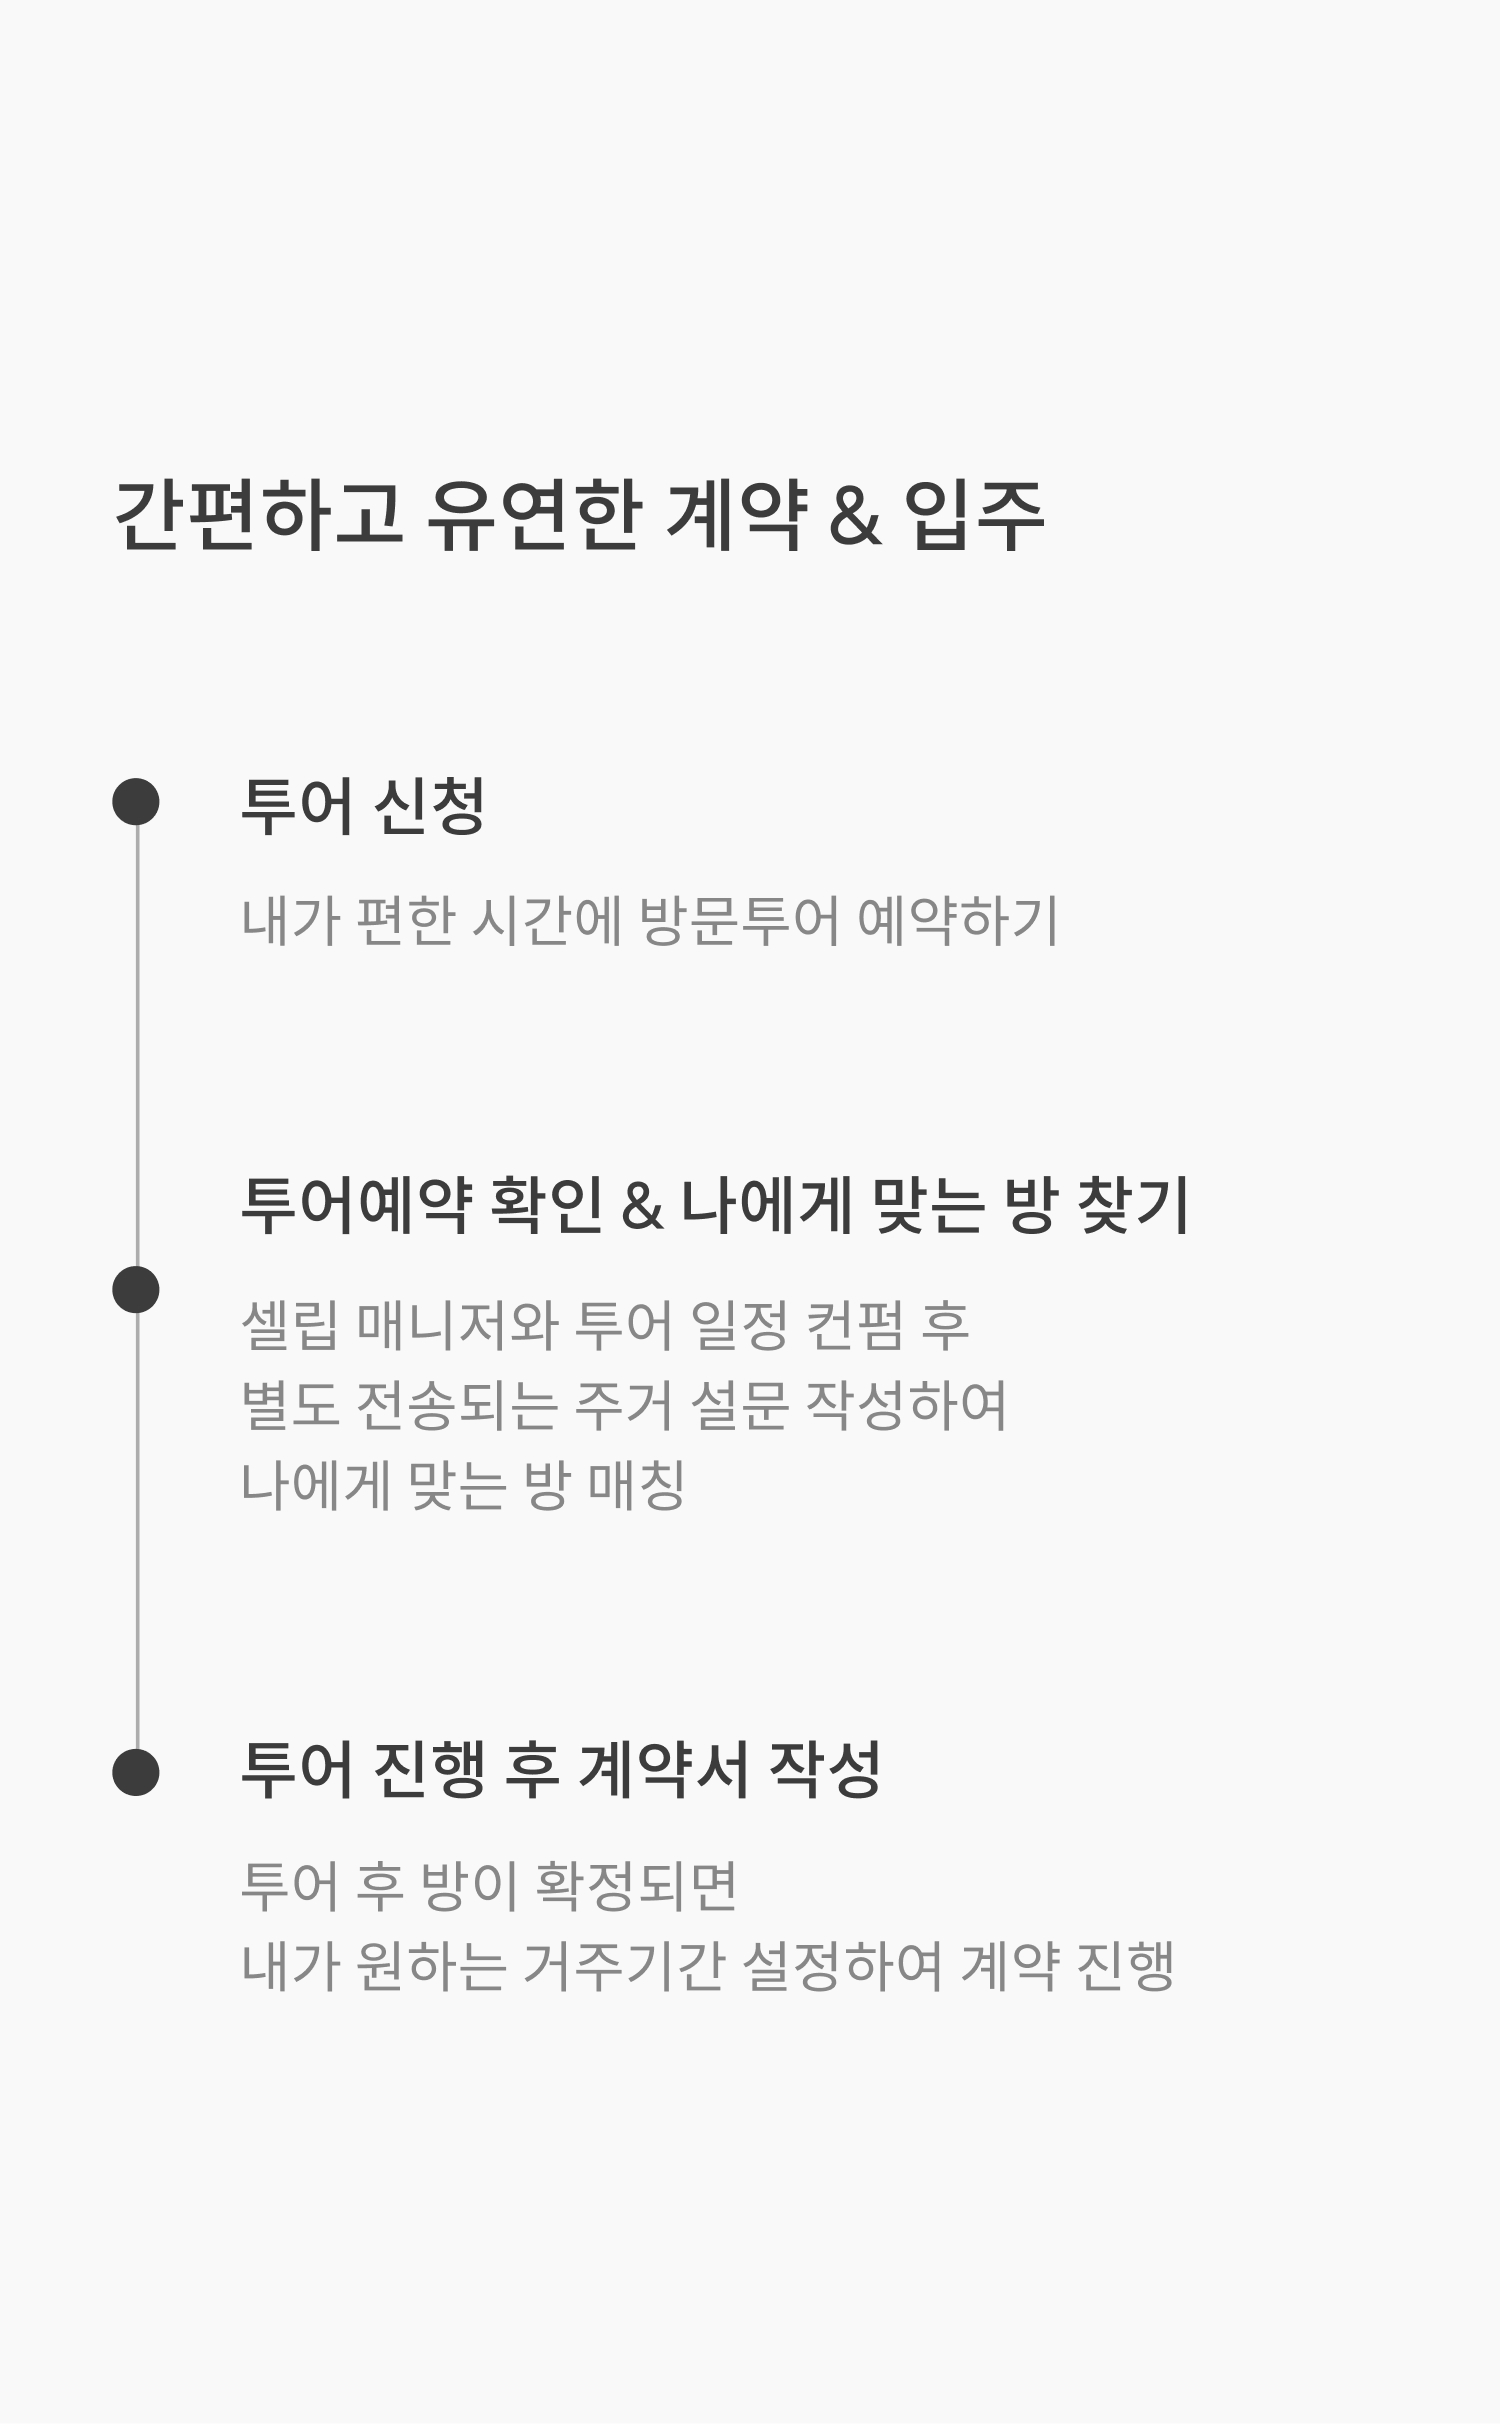 간편하고 유연한 계약 & 입주
투어 신청
내가 편한 시간에 방문투어 예약하기
투어예약 확인 & 나에게 맞는 방 찾기
셀립 매니저와 투어 일정 컨펌 후
별도 전송되는 주거 설문 작성하여
나에게 맞는 방 매칭
투어 진행 후 계약서 작성
투어 후 방이 확정되면
내가 원하는 거주기간 설정하여 계약 진행